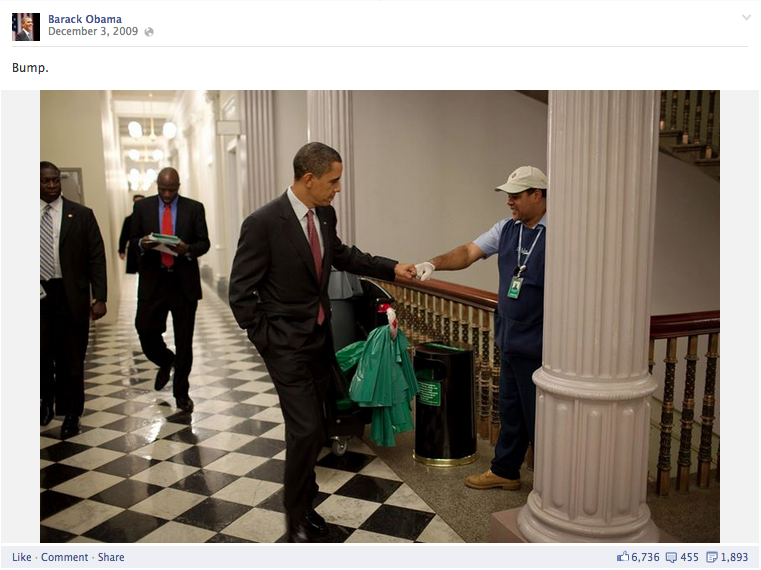 Barack Obama
December 3, 2009
Bump.
Like · Comment · Share
6,736 455 1,893